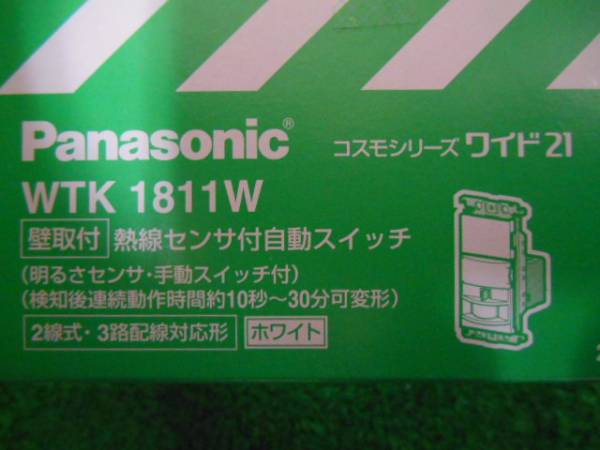 Panasonic®
コスモシリーズ ワイド21
WTK 1811W
壁取付 熱線センサ付自動スイッチ
(明るさセンサ・手動スイッチ付)
(検知後連続動作時間約10秒〜30分可変形)
2線式・3路配線対応形 ホワイト